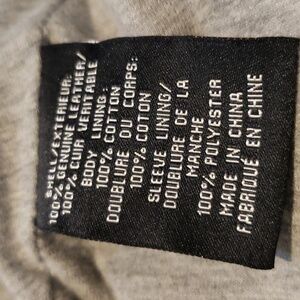 SHELL/EXTERIEUR:
100% GENUINE LEATHER/
100% CUIR VERITABLE
BODY LINING:
100% COTTON
DOUBLURE DU CORPS:
100% COTON
SLEEVE LINING/
DOUBLURE DE LA
MANCHE
100% POLYESTER
MADE IN CHINA
FABRIQUÉ EN CHINE